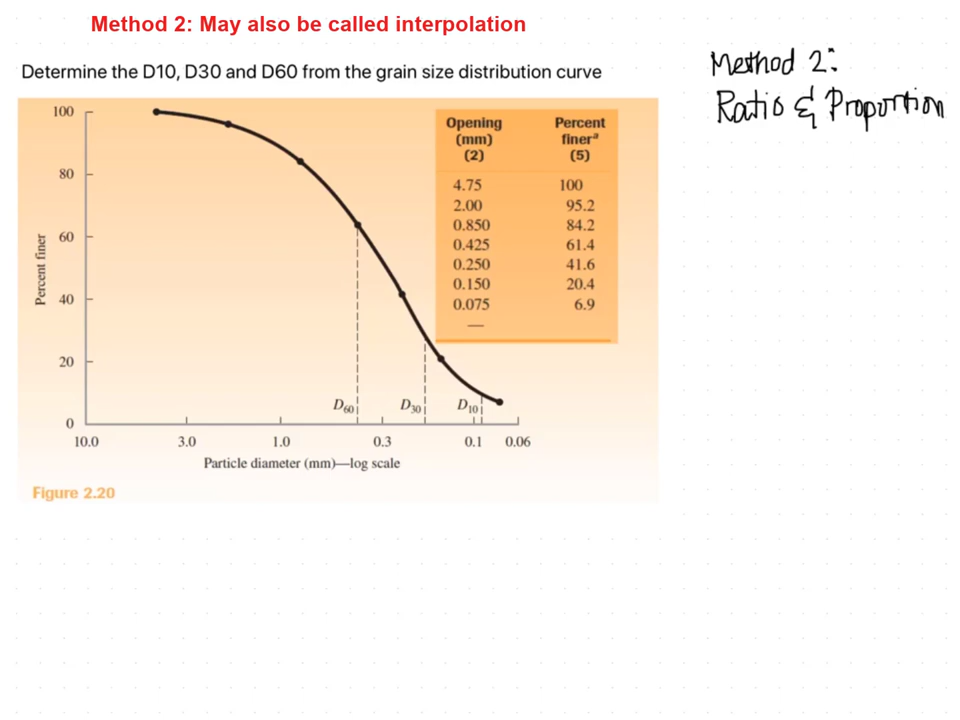 Method 2: May also be called interpolation
Determine the D10, D30 and D60 from the grain size distribution curve
Method 2:
Ratio & Proportion
100
80
60
40
20
0
Percent finer
Opening (mm) (2)
Percent finerᵃ (5)
4.75 100
2.00 95.2
0.850 84.2
0.425 61.4
0.250 41.6
0.150 20.4
0.075 6.9
—
D60
D30
D10
10.0 3.0 1.0 0.3 0.1 0.06
Particle diameter (mm)—log scale
Figure 2.20